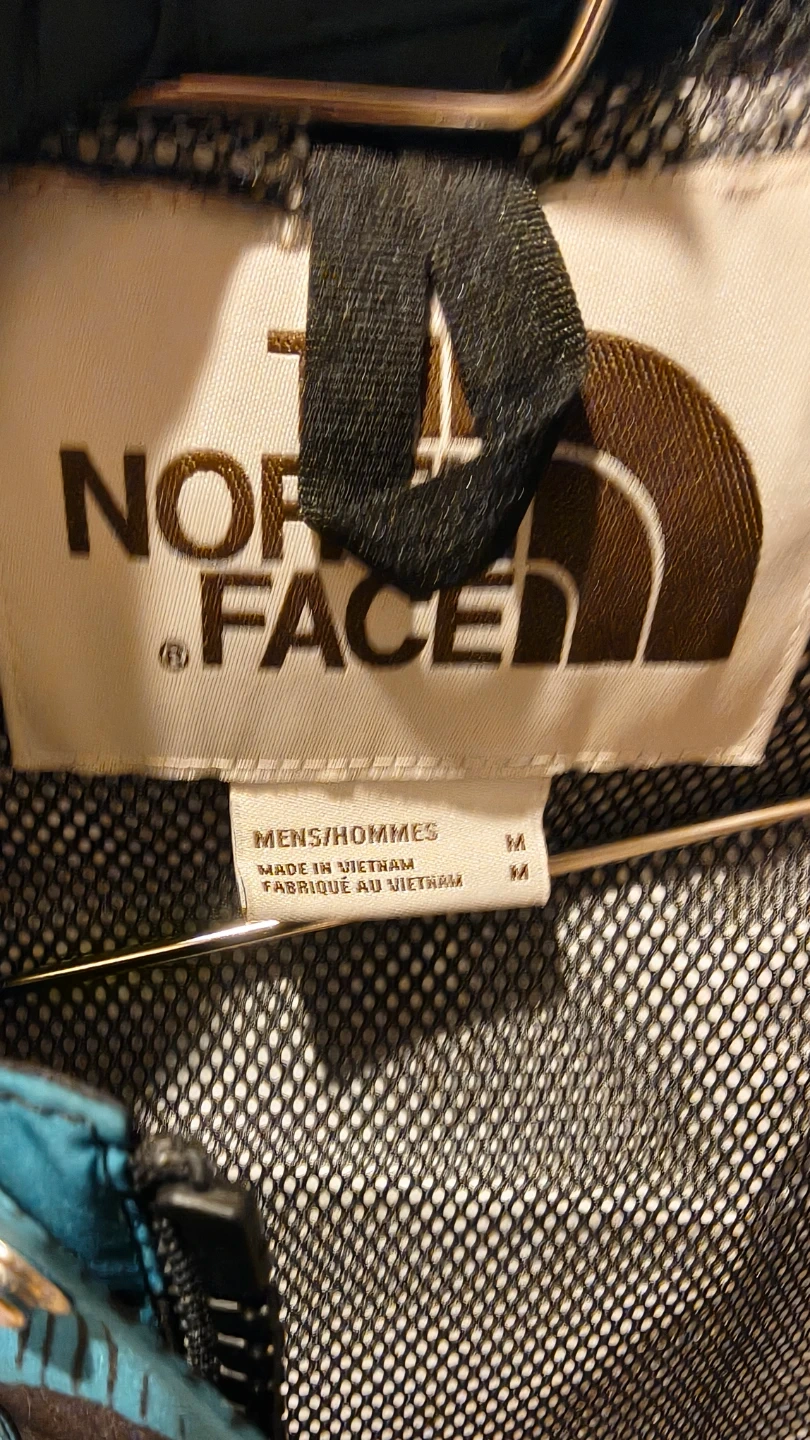 NOR
® FACE
MENS/HOMMES M
MADE IN VIETNAM M
FABRIQUÉ AU VIETNAM